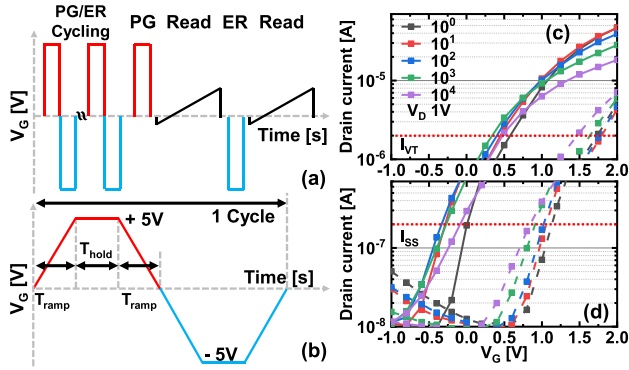 PG/ER
Cycling
PG Read ER Read
V_G [V]
Time [s]
(a)
1 Cycle
+ 5V
T_hold
Time [s]
V_G [V]
T_ramp
T_ramp
- 5V
(b)
Drain current [A]
10^-5
10^-6
(c)
10^0
10^1
10^2
10^3
10^4
V_D 1V
I_VT
-1.0 -0.5 0.0 0.5 1.0 1.5 2.0
Drain current [A]
10^-7
10^-8
I_SS
(d)
-1.0 -0.5 0.0 0.5 1.0 1.5 2.0
V_G [V]